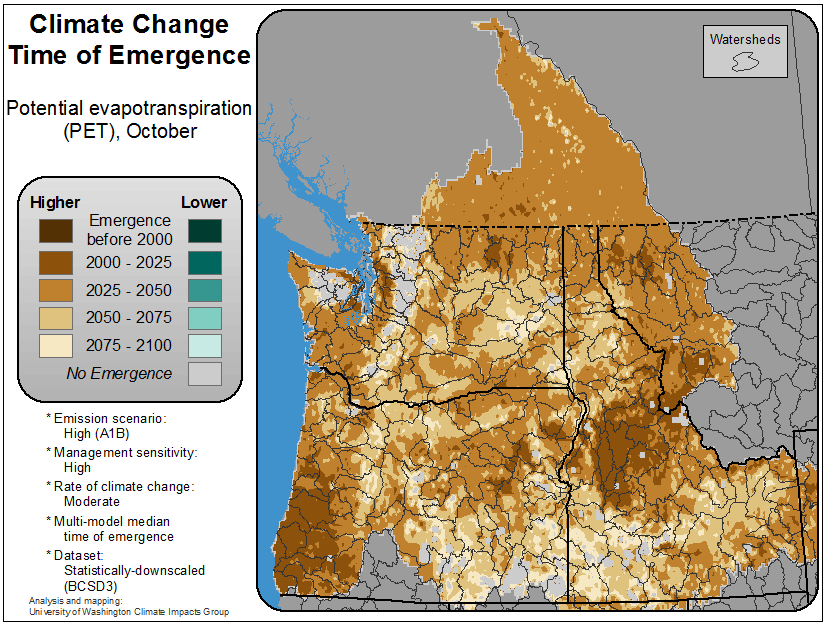 Climate Change
Time of Emergence
Potential evapotranspiration
(PET), October
Watersheds
Higher
Lower
Emergence
before 2000
2000 - 2025
2025 - 2050
2050 - 2075
2075 - 2100
No Emergence
* Emission scenario:
High (A1B)
* Management sensitivity:
High
* Rate of climate change:
Moderate
* Multi-model median
time of emergence
* Dataset:
Statistically-downscaled
(BCSD3)
Analysis and mapping:
University of Washington Climate Impacts Group